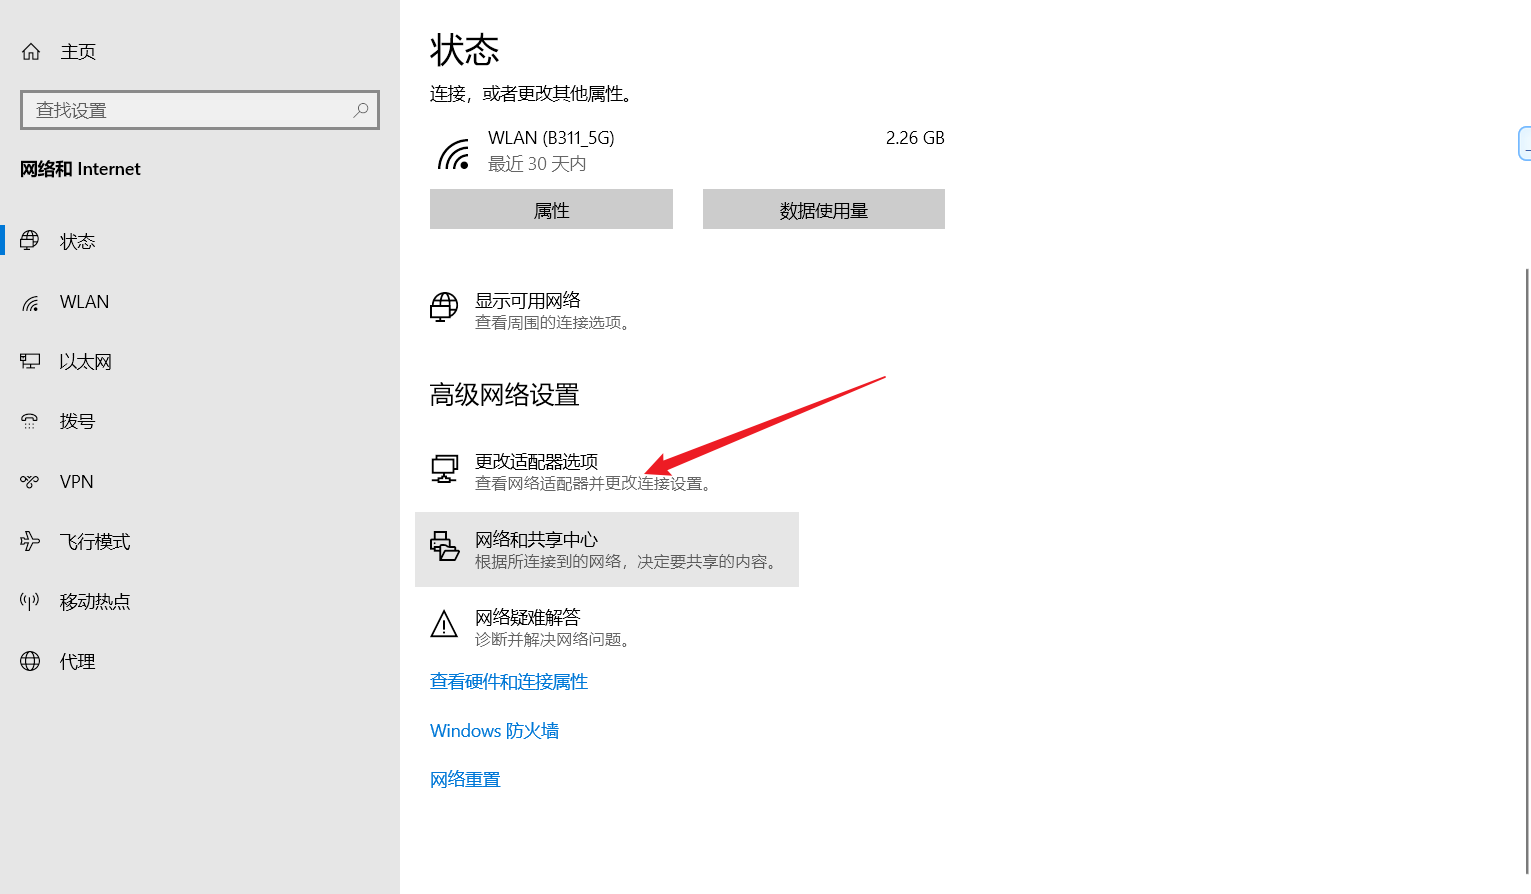 主页
查找设置
网络和 Internet
状态
WLAN
以太网
拨号
VPN
飞行模式
移动热点
代理
状态
连接，或者更改其他属性。
WLAN (B311_5G)
2.26 GB
最近 30 天内
属性
数据使用量
显示可用网络
查看周围的连接选项。
高级网络设置
更改适配器选项
查看网络适配器并更改连接设置。
网络和共享中心
根据所连接到的网络，决定要共享的内容。
网络疑难解答
诊断并解决网络问题。
查看硬件和连接属性
Windows 防火墙
网络重置